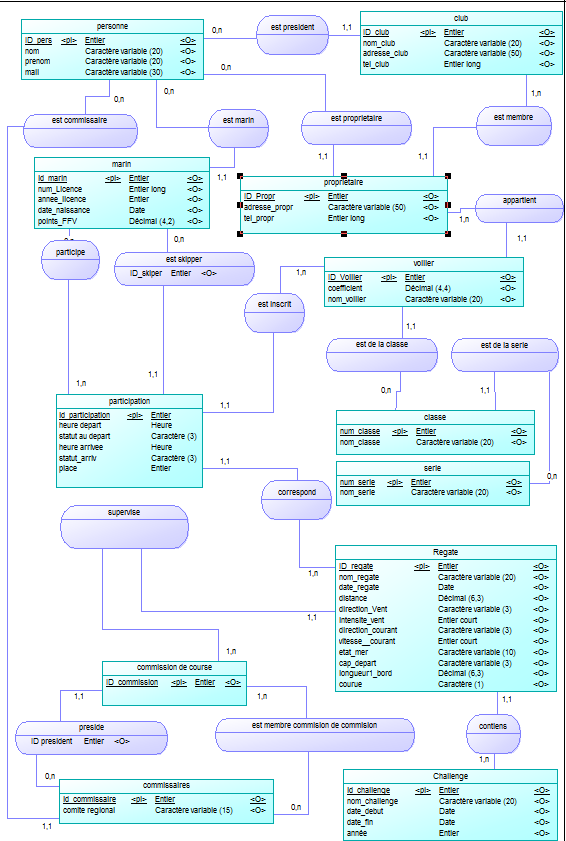 personne
ID_pers <pi> Entier <O>
nom Caractère variable (20) <O>
prenom Caractère variable (20) <O>
mail Caractère variable (30) <O>
0,n
est president
1,1
club
ID_club <pi> Entier <O>
nom_club Caractère variable (20) <O>
adresse_club Caractère variable (50) <O>
tel_club Entier long <O>
0,n
0,n
0,n
1,n
est commissaire
est marin
est proprietaire
est membre
1,1
1,1
1,1
marin
Id_marin <pi> Entier <O>
num_Licence Entier long <O>
annee_licence Entier <O>
date_naissance Date <O>
points_FFV Décimal (4,2) <O>
proprietaire
ID_Propr <pi> Entier <O>
adresse_propr Caractère variable (50) <O>
tel_propr Entier long <O>
appartient
1,n
1,1
0,n
0,n
participe
est skipper
ID_skiper Entier <O>
voilier
ID_Voilier <pi> Entier <O>
coefficient Décimal (4,4) <O>
nom_voilier Caractère variable (20) <O>
1,n
est inscrit
1,1
est de la classe
est de la serie
1,n
1,1
0,n
1,1
1,1
participation
Id_participation <pi> Entier
heure depart Heure
statut au depart Caractère (3)
heure arrivee Heure
statut_arriv Caractère (3)
place Entier
classe
num_classe <pi> Entier <O>
nom_classe Caractère variable (20) <O>
1,1
serie
num_serie <pi> Entier <O>
nom_serie Caractère variable (20) <O>
0,n
correspond
supervise
1,n
1,1
Regate
ID_regate <pi> Entier <O>
nom_regate Caractère variable (20) <O>
date_regate Date <O>
distance Décimal (6,3) <O>
direction_Vent Caractère variable (3) <O>
intensite_vent Entier court <O>
direction_courant Caractère variable (3) <O>
vitesse__courant Entier court <O>
etat_mer Caractère variable (10) <O>
cap_depart Caractère variable (3) <O>
longueur1_bord Décimal (6,3) <O>
courue Caractère (1) <O>
1,n
commission de course
ID_commission <pi> Entier <O>
1,1
1,n
1,1
preside
ID president Entier <O>
est membre commision de commision
contiens
1,n
0,n
0,n
commissaires
Id_commissaire <pi> Entier <O>
comite regional Caractère variable (15) <O>
1,1
Challenge
Id_challenge <pi> Entier <O>
nom_challenge Caractère variable (20) <O>
date_debut Date <O>
date_fin Date <O>
année Entier <O>